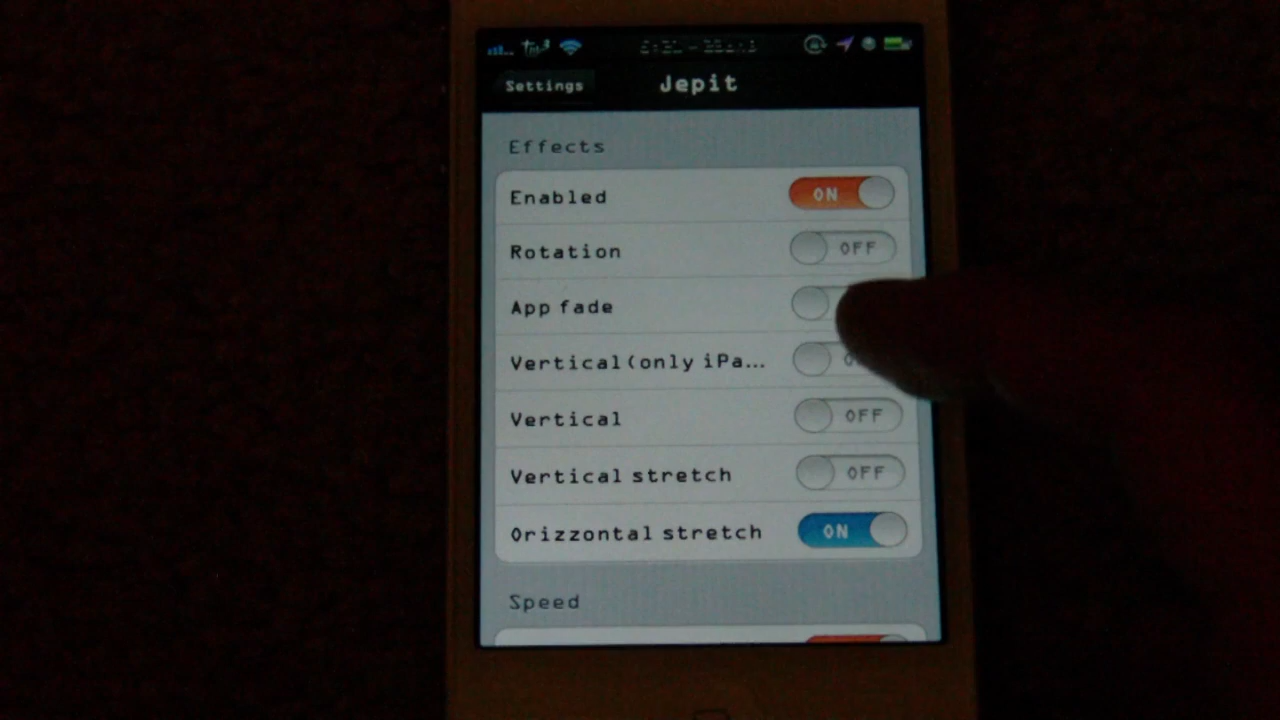 Settings
Jepit
Effects
Enabled ON
Rotation OFF
App fade
Vertical(only iPa...
Vertical OFF
Vertical stretch OFF
Orizzontal stretch ON
Speed